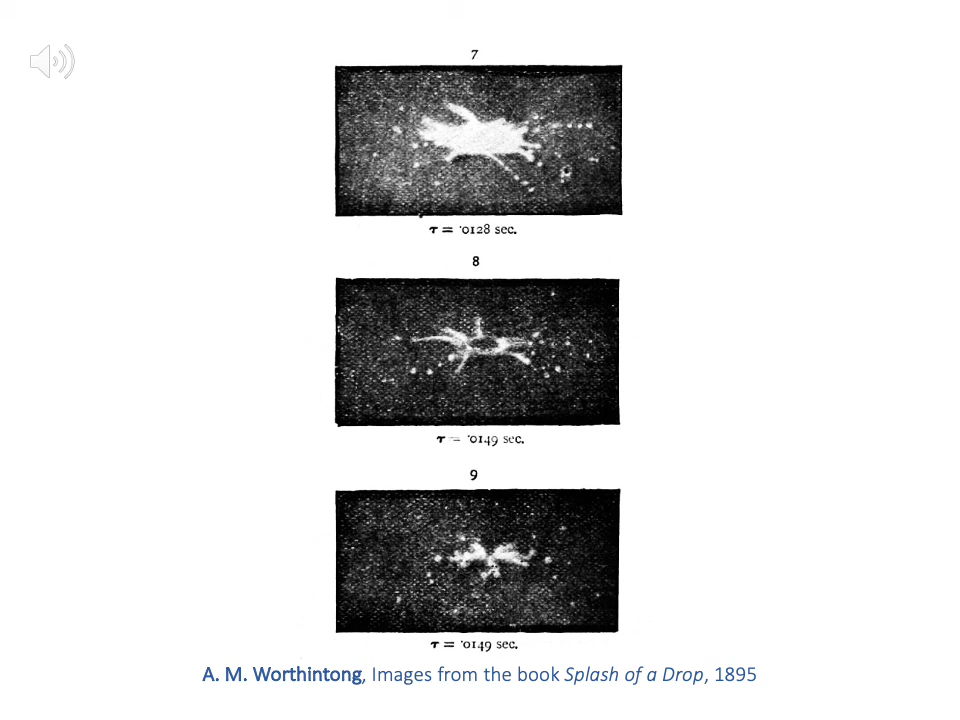 7
τ = ·0128 sec.
8
τ = ·0149 sec.
9
τ = ·0149 sec.
A. M. Worthintong, Images from the book Splash of a Drop, 1895